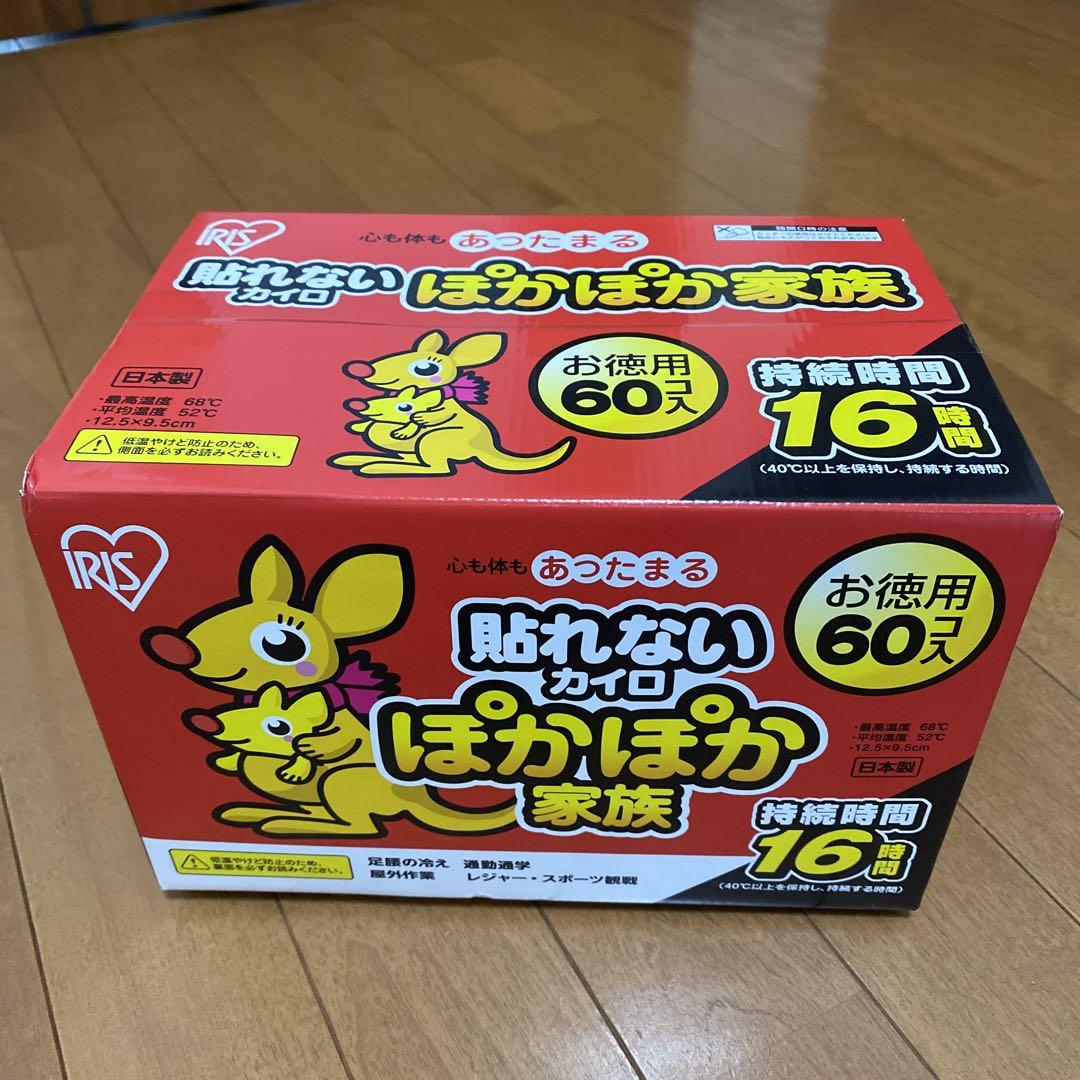 IRIS
心も体も あったまる
箱開口時の注意
貼れない
カイロ
ぽかぽか家族
日本製
・最高温度 68℃
・平均温度 52℃
・12.5×9.5cm
低温やけど防止のため、
側面を必ずお読みください。
お徳用
60コ入
持続時間
16時間
(40℃以上を保持し、持続する時間)
IRIS
心も体も あったまる
貼れない
カイロ
ぽかぽか
家族
お徳用
60コ入
・最高温度 68℃
・平均温度 52℃
・12.5×9.5cm
日本製
持続時間
16時間
(40℃以上を保持し、持続する時間)
低温やけど防止のため、
裏面を必ずお読みください。
足腰の冷え 通勤通学
屋外作業 レジャー・スポーツ観戦